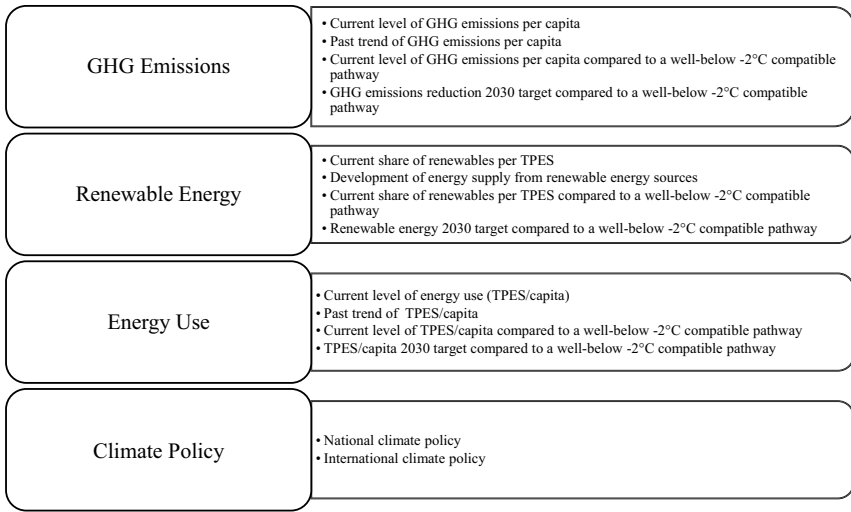 GHG Emissions
• Current level of GHG emissions per capita
• Past trend of GHG emissions per capita
• Current level of GHG emissions per capita compared to a well-below -2°C compatible
pathway
• GHG emissions reduction 2030 target compared to a well-below -2°C compatible
pathway
Renewable Energy
• Current share of renewables per TPES
• Development of energy supply from renewable energy sources
• Current share of renewables per TPES compared to a well-below -2°C compatible
pathway
• Renewable energy 2030 target compared to a well-below -2°C compatible pathway
Energy Use
• Current level of energy use (TPES/capita)
• Past trend of TPES/capita
• Current level of TPES/capita compared to a well-below -2°C compatible pathway
• TPES/capita 2030 target compared to a well-below -2°C compatible pathway
Climate Policy
• National climate policy
• International climate policy